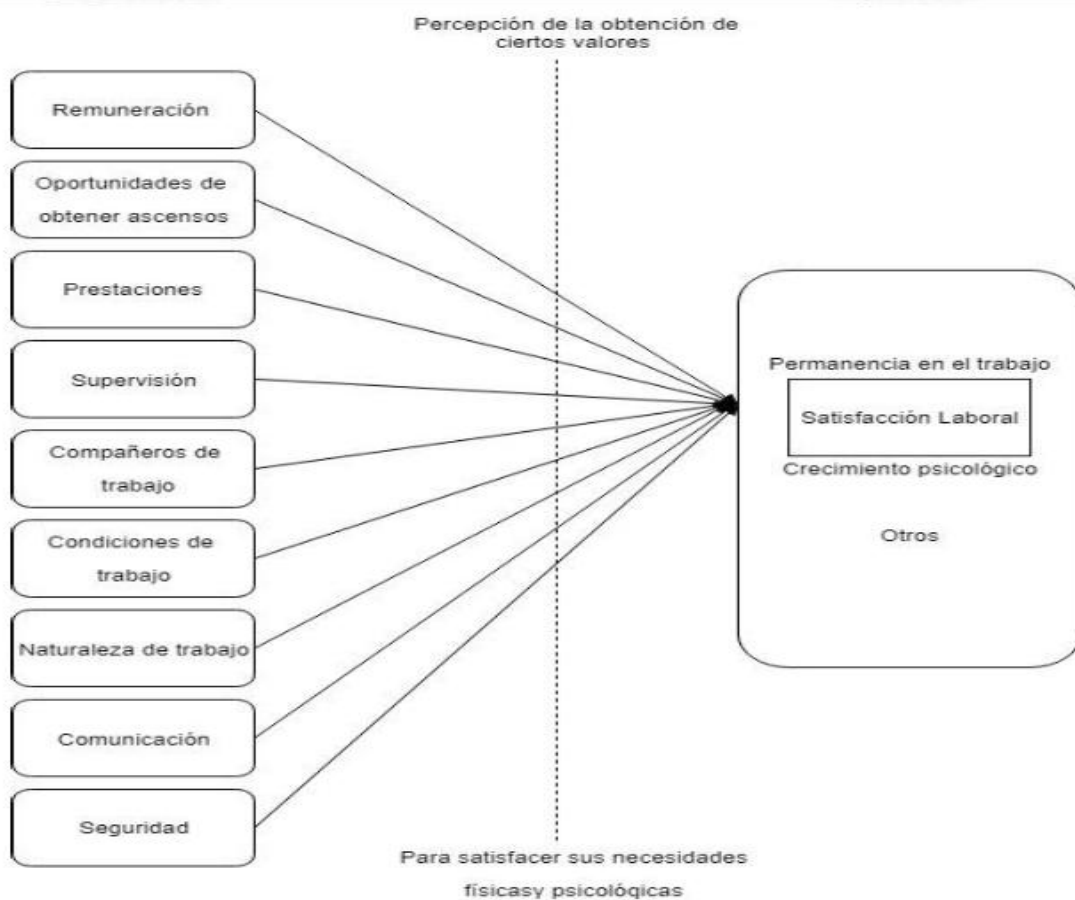 Percepción de la obtención de
ciertos valores
Remuneración
Oportunidades de
obtener ascensos
Prestaciones
Supervisión
Compañeros de
trabajo
Condiciones de
trabajo
Naturaleza de trabajo
Comunicación
Seguridad
Permanencia en el trabajo
Satisfacción Laboral
Crecimiento psicológico
Otros
Para satisfacer sus necesidades
físicasy psicológicas